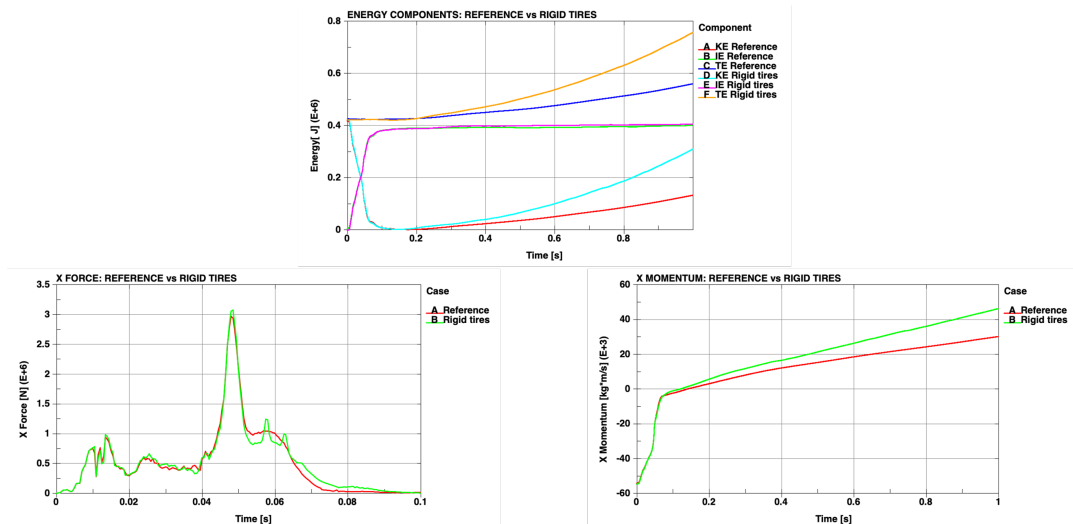 ENERGY COMPONENTS: REFERENCE vs RIGID TIRES
0.8
0.6
0.4
0.2
0
Energy[ J] (E+6)
0
0.2
0.4
0.6
0.8
Time [s]
Component
A KE Reference
B IE Reference
C TE Reference
D KE Rigid tires
E IE Rigid tires
F TE Rigid tires
X FORCE: REFERENCE vs RIGID TIRES
3.5
3
2.5
2
1.5
1
0.5
0
X Force [N] (E+6)
0
0.02
0.04
0.06
0.08
0.1
Time [s]
Case
A Reference
B Rigid tires
X MOMENTUM: REFERENCE vs RIGID TIRES
60
40
20
0
-20
-40
-60
X Momentum [kg*m/s] (E+3)
0
0.2
0.4
0.6
0.8
1
Time [s]
Case
A Reference
B Rigid tires